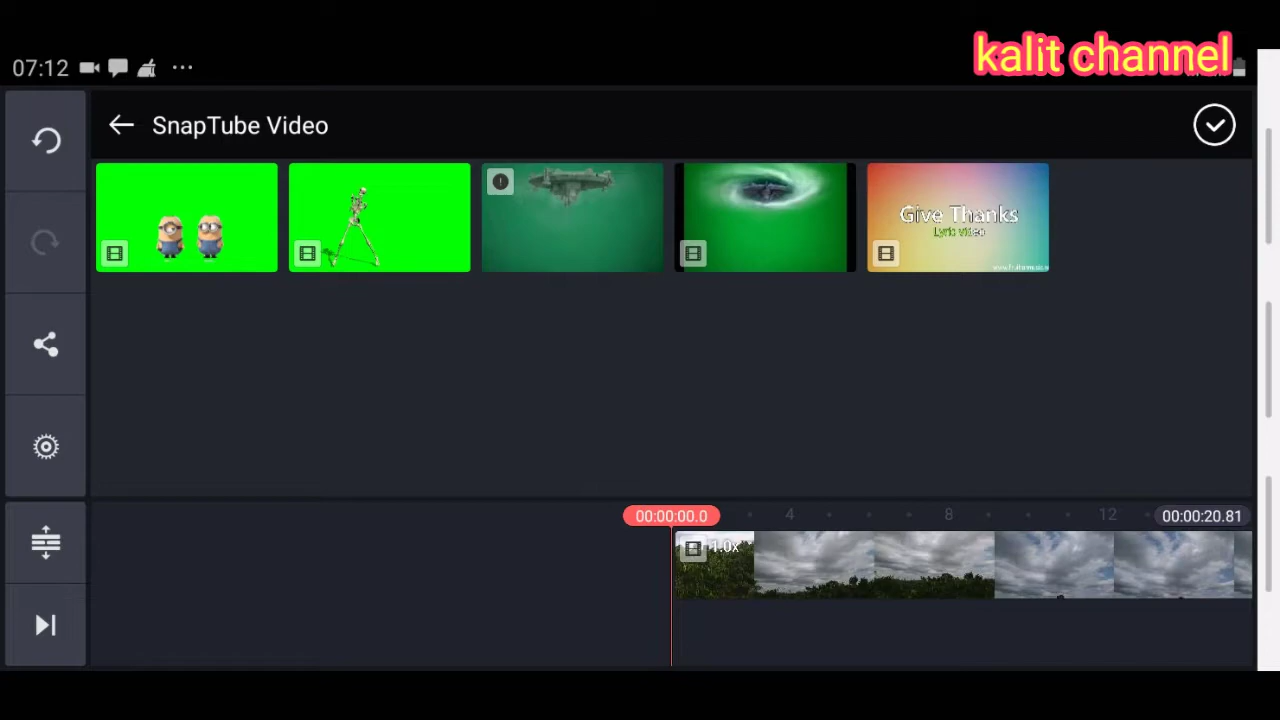 kalit channel
07:12
SnapTube Video
Give Thanks
Lyric video
00:00:00.0
4
8
12
00:00:20.81
1.0x